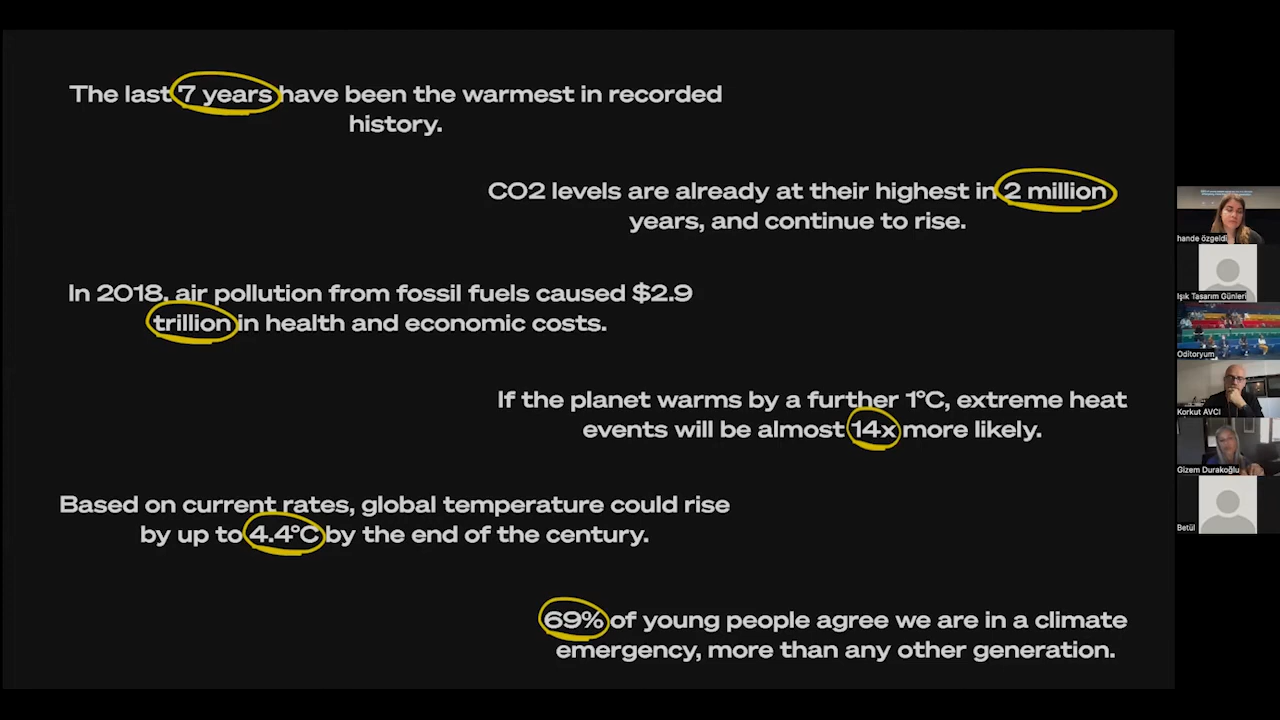 The last 7 years have been the warmest in recorded
history.
CO2 levels are already at their highest in 2 million
years, and continue to rise.
In 2018, air pollution from fossil fuels caused $2.9
trillion in health and economic costs.
If the planet warms by a further 1°C, extreme heat
events will be almost 14x more likely.
Based on current rates, global temperature could rise
by up to 4.4°C by the end of the century.
69% of young people agree we are in a climate
emergency, more than any other generation.
hande özgeldi
Işık Tasarım Günleri
Oditoryum
Korkut AVCI
Gizem Durakoğlu
Betül